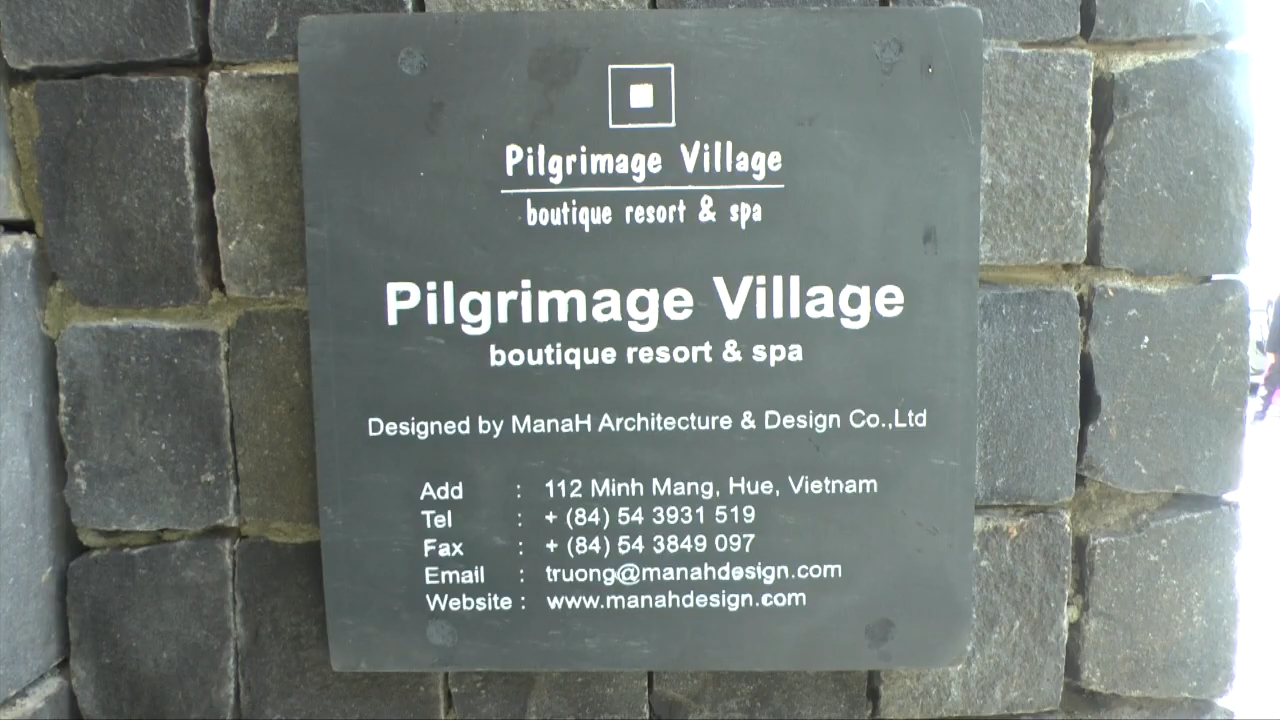 Pilgrimage Village
boutique resort & spa
Pilgrimage Village
boutique resort & spa
Designed by ManaH Architecture & Design Co.,Ltd
Add : 112 Minh Mang, Hue, Vietnam
Tel : + (84) 54 3931 519
Fax : + (84) 54 3849 097
Email : truong@manahdesign.com
Website : www.manahdesign.com